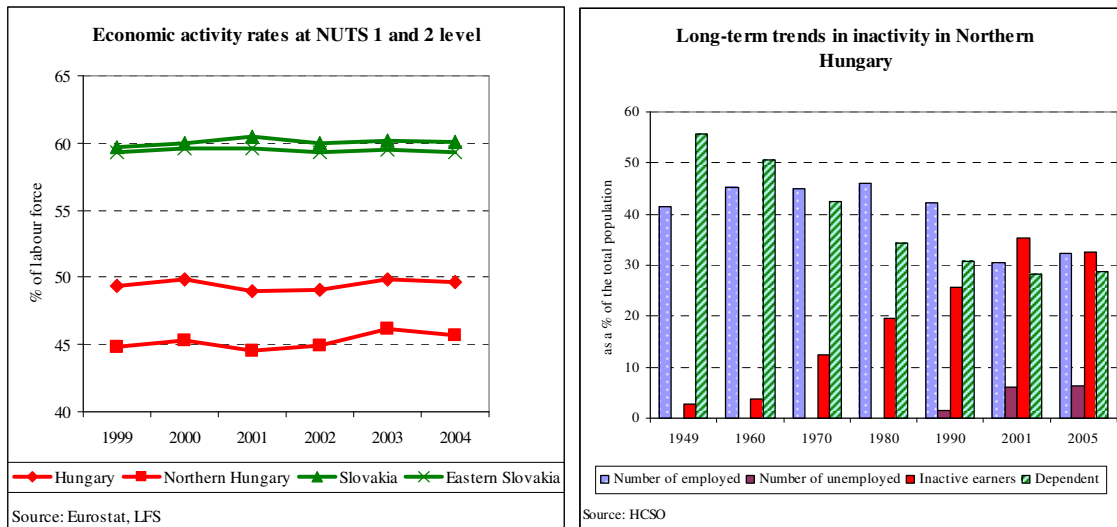 Economic activity rates at NUTS 1 and 2 level
65
60
55
50
45
40
% of labour force
1999 2000 2001 2002 2003 2004
Hungary Northern Hungary Slovakia Eastern Slovakia
Source: Eurostat, LFS
Long-term trends in inactivity in Northern
Hungary
60
50
40
30
20
10
0
as a % of the total population
1949 1960 1970 1980 1990 2001 2005
Number of employed Number of unemployed Inactive earners Dependent
Source: HCSO